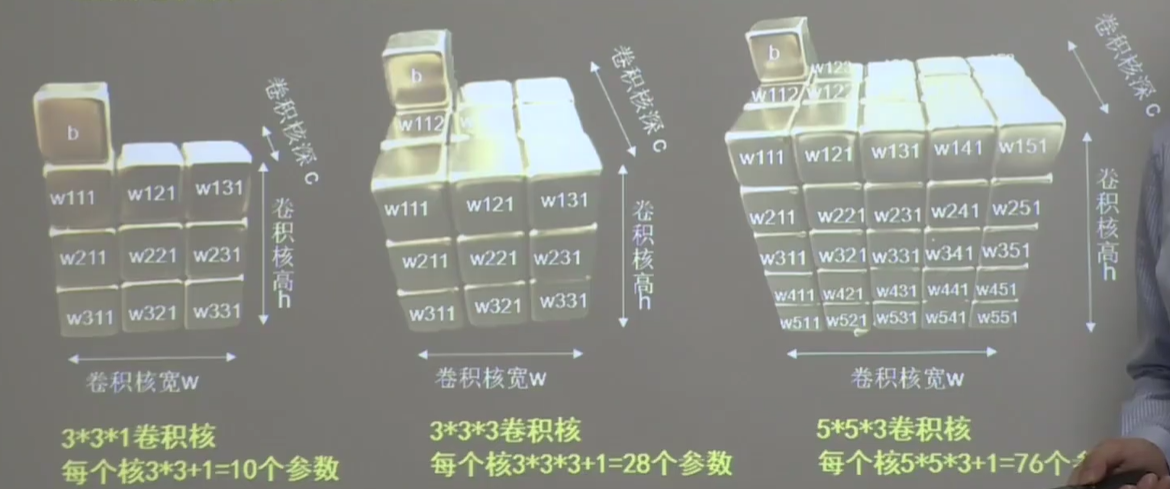 b
卷积核深 c
w111 w121 w131
w211 w221 w231
w311 w321 w331
卷积核高h
卷积核宽w
3*3*1卷积核
每个核3*3+1=10个参数
b
卷积核深 c
w112
w111 w121 w131
w211 w221 w231
w311 w321 w331
卷积核高h
卷积核宽w
3*3*3卷积核
每个核3*3*3+1=28个参数
b
卷积核深 c
w123
w112 w122
w111 w121 w131 w141 w151
w211 w221 w231 w241 w251
w311 w321 w331 w341 w351
w411 w421 w431 w441 w451
w511 w521 w531 w541 w551
卷积核高h
卷积核宽w
5*5*3卷积核
每个核5*5*3+1=76个